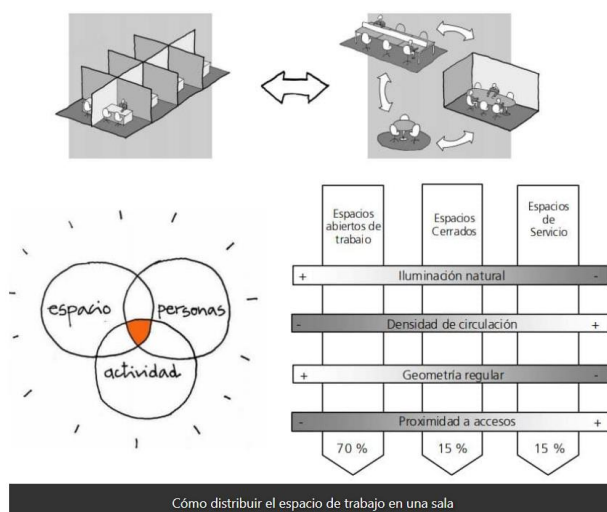 espacio
personas
actividad
Espacios
abiertos de
trabaio
Espacios
Cerrados
Espacios
de
Servicio
+ Iluminación natural -
- Densidad de circulación +
+ Geometría regular -
- Proximidad a accesos +
70 % 15 % 15 %
Cómo distribuir el espacio de trabajo en una sala